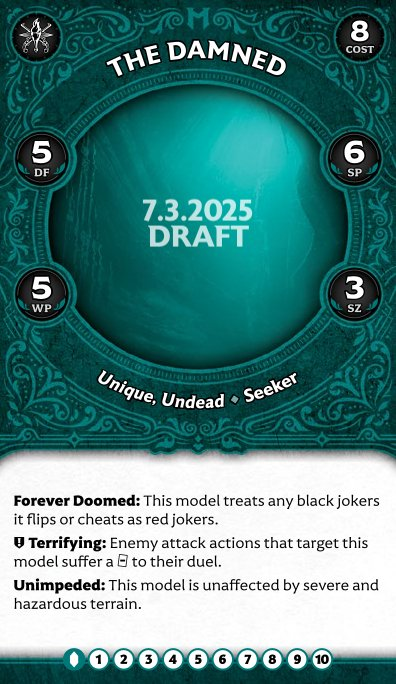 8
COST
THE DAMNED
5
DF
6
SP
7.3.2025
DRAFT
5
WP
3
SZ
Unique, Undead ◆ Seeker
Forever Doomed: This model treats any black jokers
it flips or cheats as red jokers.
Terrifying: Enemy attack actions that target this
model suffer a to their duel.
Unimpeded: This model is unaffected by severe and
hazardous terrain.
1 2 3 4 5 6 7 8 9 10